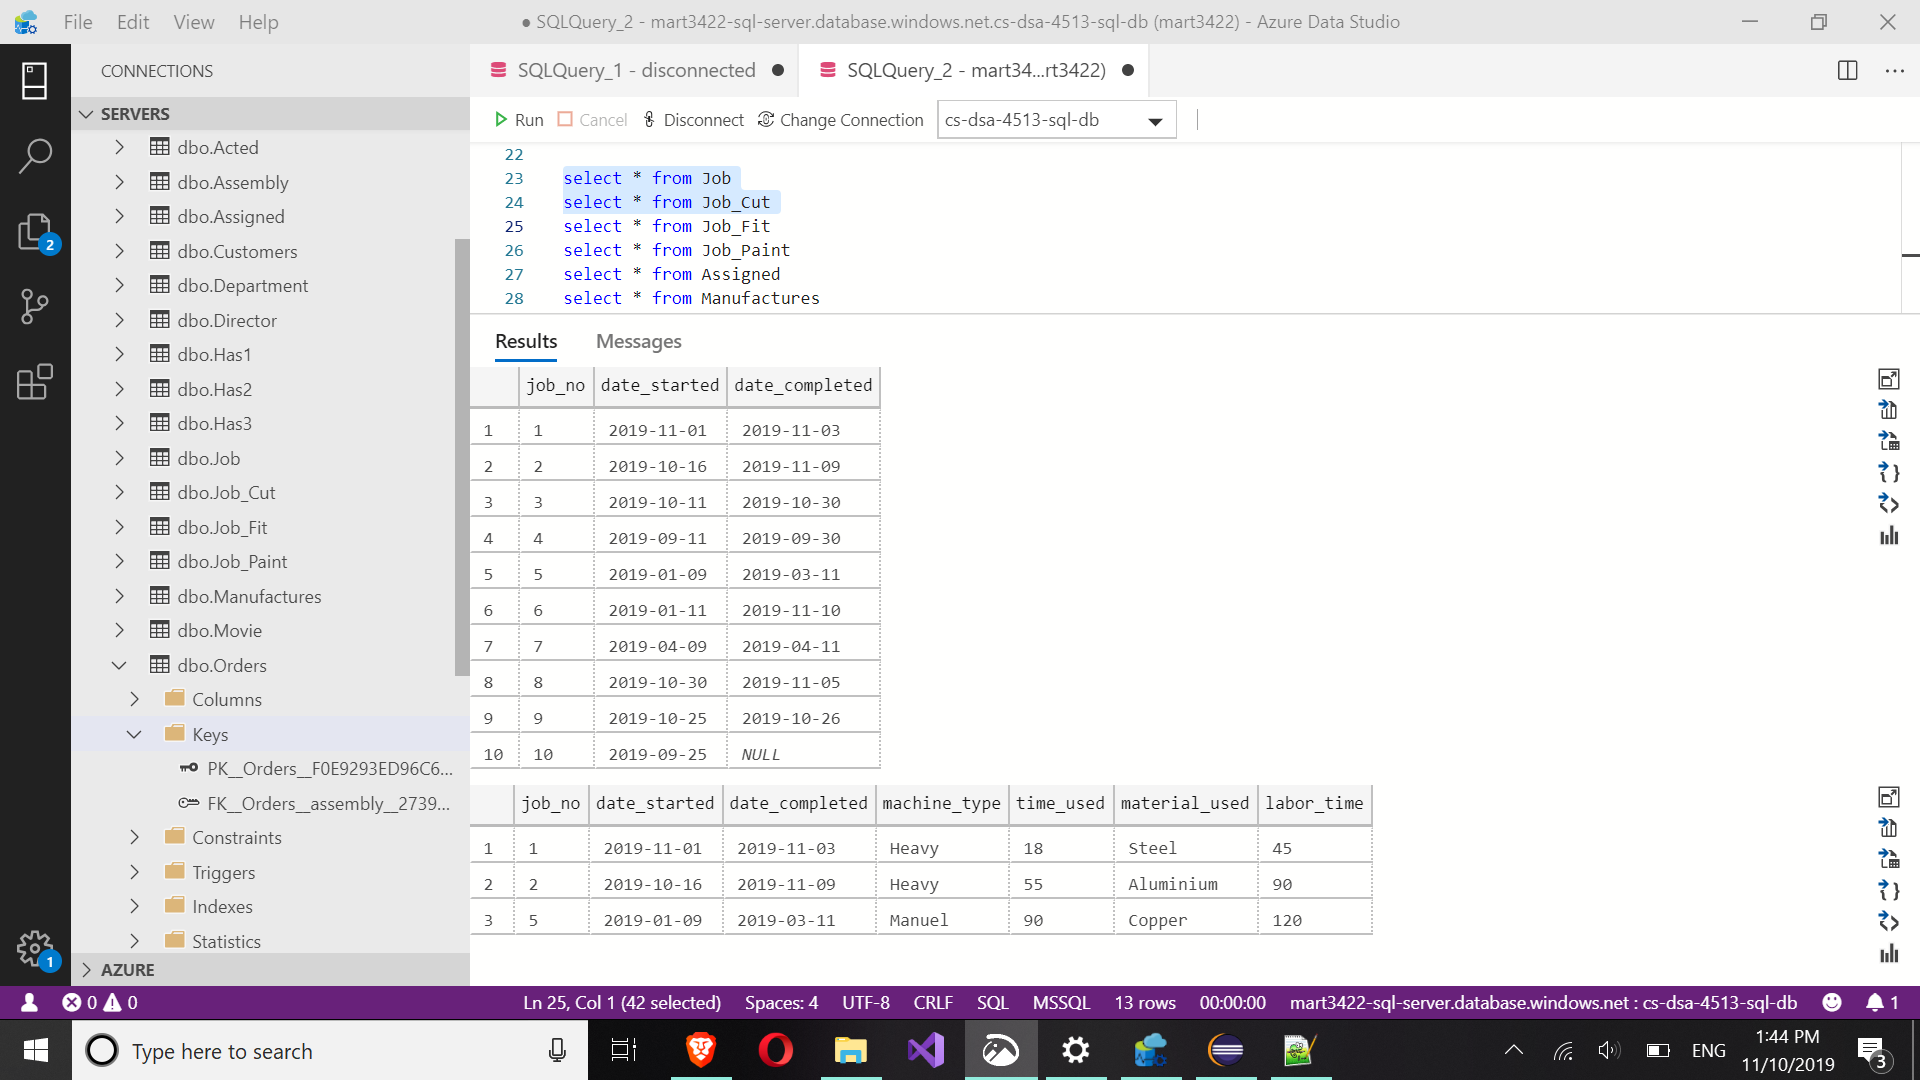 File Edit View Help
● SQLQuery_2 - mart3422-sql-server.database.windows.net.cs-dsa-4513-sql-db (mart3422) - Azure Data Studio
CONNECTIONS
SQLQuery_1 - disconnected
SQLQuery_2 - mart34...rt3422)
SERVERS
dbo.Acted
dbo.Assembly
dbo.Assigned
dbo.Customers
dbo.Department
dbo.Director
dbo.Has1
dbo.Has2
dbo.Has3
dbo.Job
dbo.Job_Cut
dbo.Job_Fit
dbo.Job_Paint
dbo.Manufactures
dbo.Movie
dbo.Orders
Columns
Keys
PK__Orders__F0E9293ED96C6...
FK__Orders__assembly__2739...
Constraints
Triggers
Indexes
Statistics
AZURE
2
1
Run Cancel Disconnect Change Connection cs-dsa-4513-sql-db
22
23 select * from Job
24 select * from Job_Cut
25 select * from Job_Fit
26 select * from Job_Paint
27 select * from Assigned
28 select * from Manufactures
Results Messages
job_no date_started date_completed
1 1 2019-11-01 2019-11-03
2 2 2019-10-16 2019-11-09
3 3 2019-10-11 2019-10-30
4 4 2019-09-11 2019-09-30
5 5 2019-01-09 2019-03-11
6 6 2019-01-11 2019-11-10
7 7 2019-04-09 2019-04-11
8 8 2019-10-30 2019-11-05
9 9 2019-10-25 2019-10-26
10 10 2019-09-25 NULL
job_no date_started date_completed machine_type time_used material_used labor_time
1 1 2019-11-01 2019-11-03 Heavy 18 Steel 45
2 2 2019-10-16 2019-11-09 Heavy 55 Aluminium 90
3 5 2019-01-09 2019-03-11 Manuel 90 Copper 120
0 0 Ln 25, Col 1 (42 selected) Spaces: 4 UTF-8 CRLF SQL MSSQL 13 rows 00:00:00 mart3422-sql-server.database.windows.net : cs-dsa-4513-sql-db 1
Type here to search
ENG
1:44 PM
11/10/2019
3